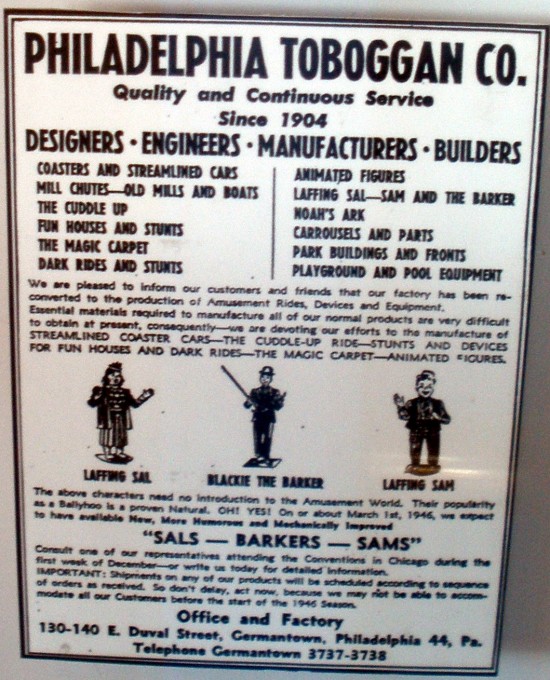 PHILADELPHIA TOBOGGAN CO.
Quality and Continuous Service
Since 1904
DESIGNERS · ENGINEERS · MANUFACTURERS · BUILDERS
COASTERS AND STREAMLINED CARS
MILL CHUTES—OLD MILLS AND BOATS
THE CUDDLE UP
FUN HOUSES AND STUNTS
THE MAGIC CARPET
DARK RIDES AND STUNTS
ANIMATED FIGURES
LAFFING SAL—SAM AND THE BARKER
NOAH'S ARK
CARROUSELS AND PARTS
PARK BUILDINGS AND FRONTS
PLAYGROUND AND POOL EQUIPMENT
We are pleased to inform our customers and friends that our factory has been re-
converted to the production of Amusement Rides, Devices and Equipment.
Essential materials required to manufacture all of our normal products are very difficult
to obtain at present, consequently—we are devoting our efforts to the manufacture of
STREAMLINED COASTER CARS—THE CUDDLE-UP RIDE—STUNTS AND DEVICES
FOR FUN HOUSES AND DARK RIDES—THE MAGIC CARPET—ANIMATED FIGURES.
LAFFING SAL
BLACKIE THE BARKER
LAFFING SAM
The above characters need no introduction to the Amusement World. Their popularity
as a Ballyhoo is a proven Natural. OH! YES! On or about March 1st, 1946, we expect
to have available New, More Humorous and Mechanically Improved
"SALS — BARKERS — SAMS"
Consult one of our representatives attending the Conventions in Chicago during the
first week of December—or write us today for detailed information.
IMPORTANT: Shipments on any of our products will be scheduled according to sequence
of orders as received. So don't delay, act now, because we may not be able to accom-
modate all our Customers before the start of the 1946 Season.
Office and Factory
130-140 E. Duval Street, Germantown, Philadelphia 44, Pa.
Telephone Germantown 3737-3738